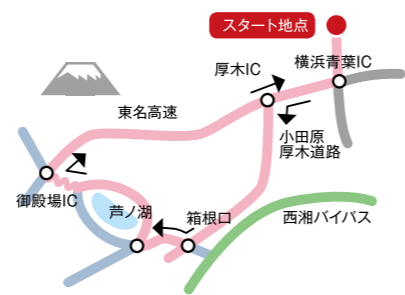 スタート地点
横浜青葉IC
厚木IC
東名高速
小田原
厚木道路
御殿場IC
芦ノ湖
箱根口
西湘バイパス